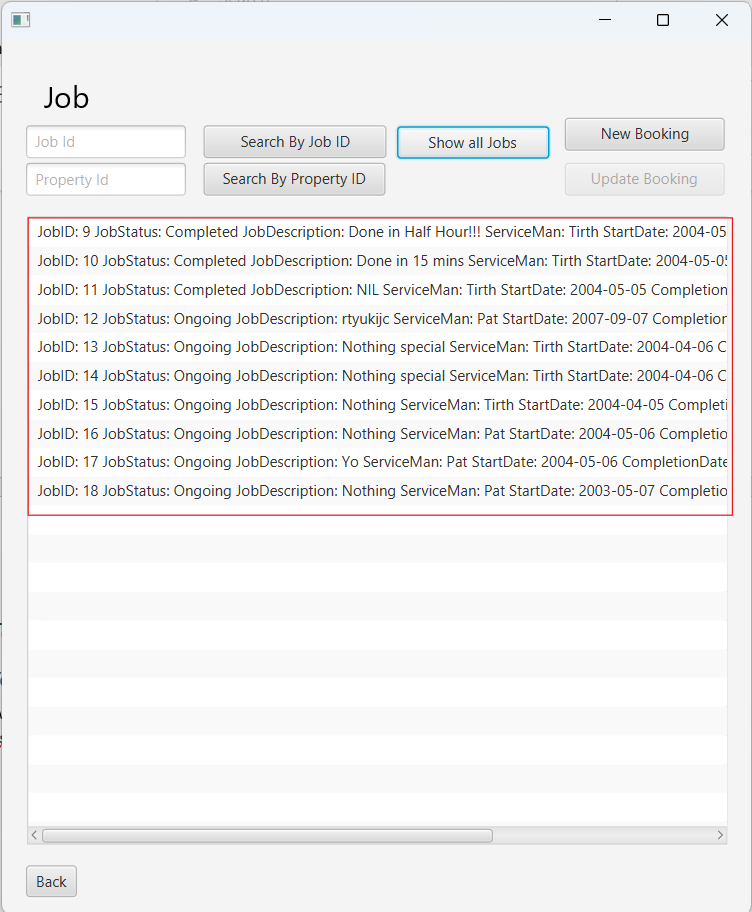 Job
Job Id
Search By Job ID
Show all Jobs
New Booking
Property Id
Search By Property ID
Update Booking
JobID: 9 JobStatus: Completed JobDescription: Done in Half Hour!!! ServiceMan: Tirth StartDate: 2004-05
JobID: 10 JobStatus: Completed JobDescription: Done in 15 mins ServiceMan: Tirth StartDate: 2004-05-05
JobID: 11 JobStatus: Completed JobDescription: NIL ServiceMan: Tirth StartDate: 2004-05-05 Completion
JobID: 12 JobStatus: Ongoing JobDescription: rtyukijc ServiceMan: Pat StartDate: 2007-09-07 Completion
JobID: 13 JobStatus: Ongoing JobDescription: Nothing special ServiceMan: Tirth StartDate: 2004-04-06 C
JobID: 14 JobStatus: Ongoing JobDescription: Nothing special ServiceMan: Tirth StartDate: 2004-04-06 C
JobID: 15 JobStatus: Ongoing JobDescription: Nothing ServiceMan: Tirth StartDate: 2004-04-05 Completi
JobID: 16 JobStatus: Ongoing JobDescription: Nothing ServiceMan: Pat StartDate: 2004-05-06 Completio
JobID: 17 JobStatus: Ongoing JobDescription: Yo ServiceMan: Pat StartDate: 2004-05-06 CompletionDate
JobID: 18 JobStatus: Ongoing JobDescription: Nothing ServiceMan: Pat StartDate: 2003-05-07 Completio
Back